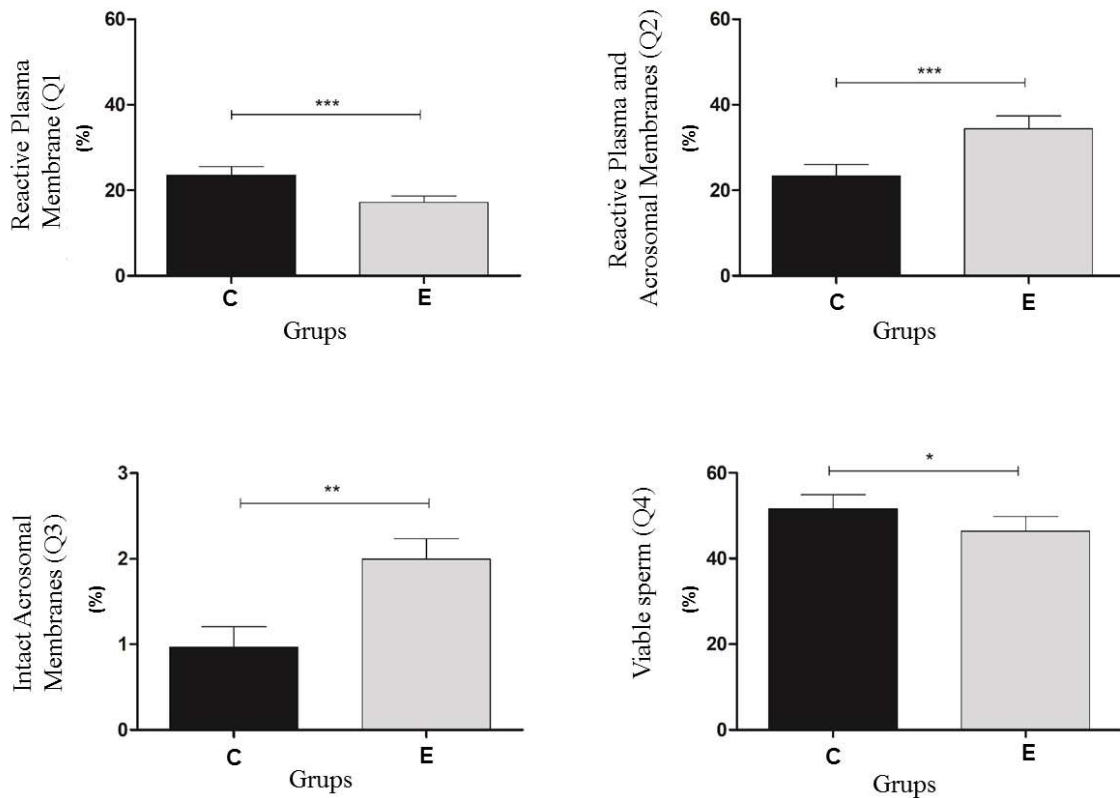 Reactive Plasma
Membrane (Q1
(%)
60
40
20
0
***
C
E
Grups
Reactive Plasma and
Acrosomal Membranes (Q2)
(%)
60
40
20
0
***
C
E
Grups
Intact Acrosomal
Membranes (Q3)
(%)
3
2
1
0
**
C
E
Grups
Viable sperm (Q4)
(%)
60
40
20
0
*
C
E
Grups